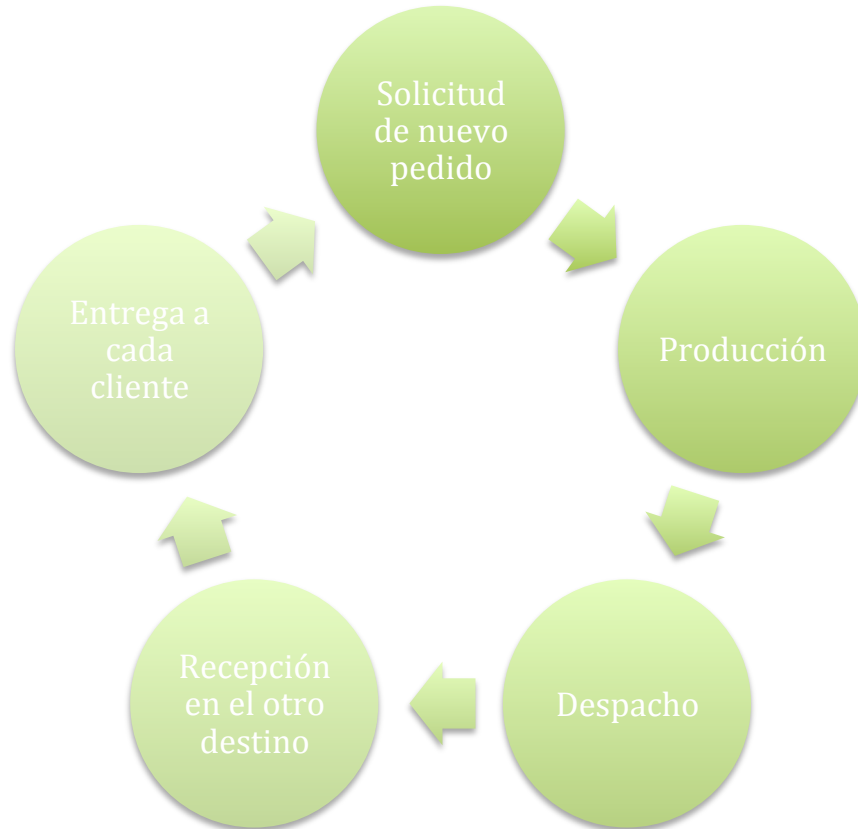 Solicitud
de nuevo
pedido
Producción
Despacho
Recepción
en el otro
destino
Entrega a
cada
cliente